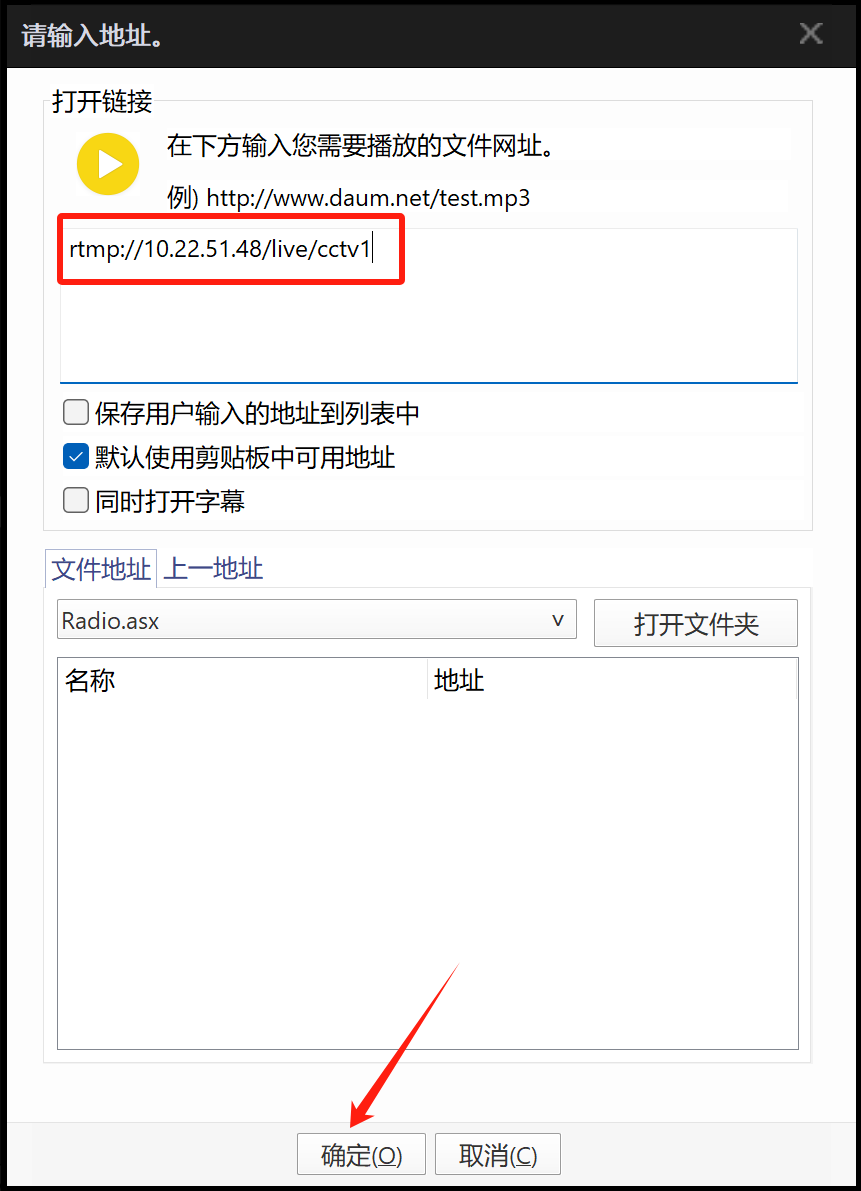 请输入地址。
打开链接
在下方输入您需要播放的文件网址。
例) http://www.daum.net/test.mp3
rtmp://10.22.51.48/live/cctv1
保存用户输入的地址到列表中
默认使用剪贴板中可用地址
同时打开字幕
文件地址 上一地址
Radio.asx 打开文件夹
名称 地址
确定(O) 取消(C)